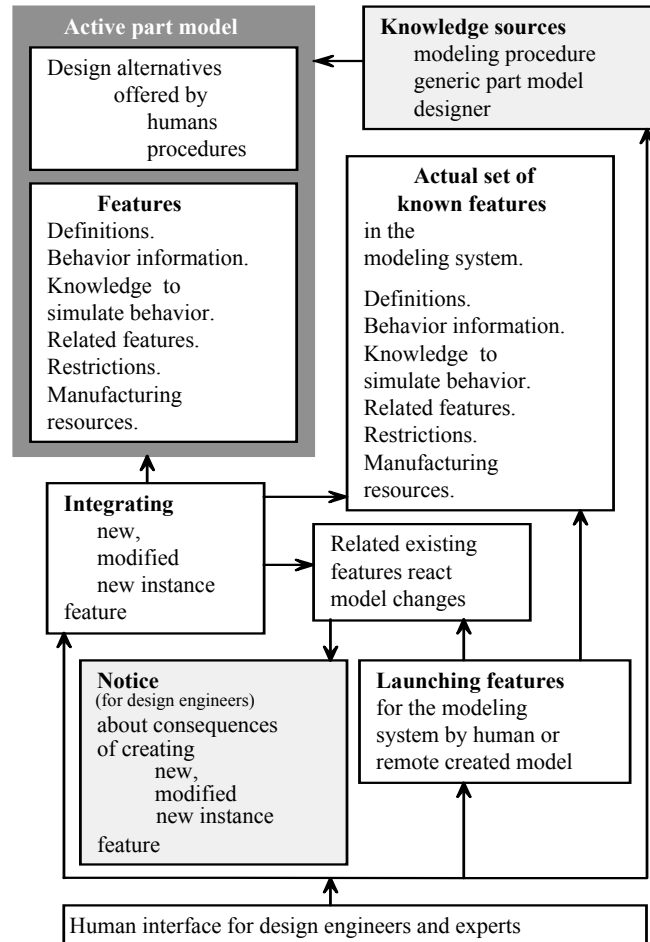 Active part model
Design alternatives
offered by
humans
procedures
Features
Definitions.
Behavior information.
Knowledge to
simulate behavior.
Related features.
Restrictions.
Manufacturing
resources.
Knowledge sources
modeling procedure
generic part model
designer
Actual set of
known features
in the
modeling system.
Definitions.
Behavior information.
Knowledge to
simulate behavior.
Related features.
Restrictions.
Manufacturing
resources.
Integrating
new,
modified
new instance
feature
Related existing
features react
model changes
Notice
(for design engineers)
about consequences
of creating
new,
modified
new instance
feature
Launching features
for the modeling
system by human or
remote created model
Human interface for design engineers and experts